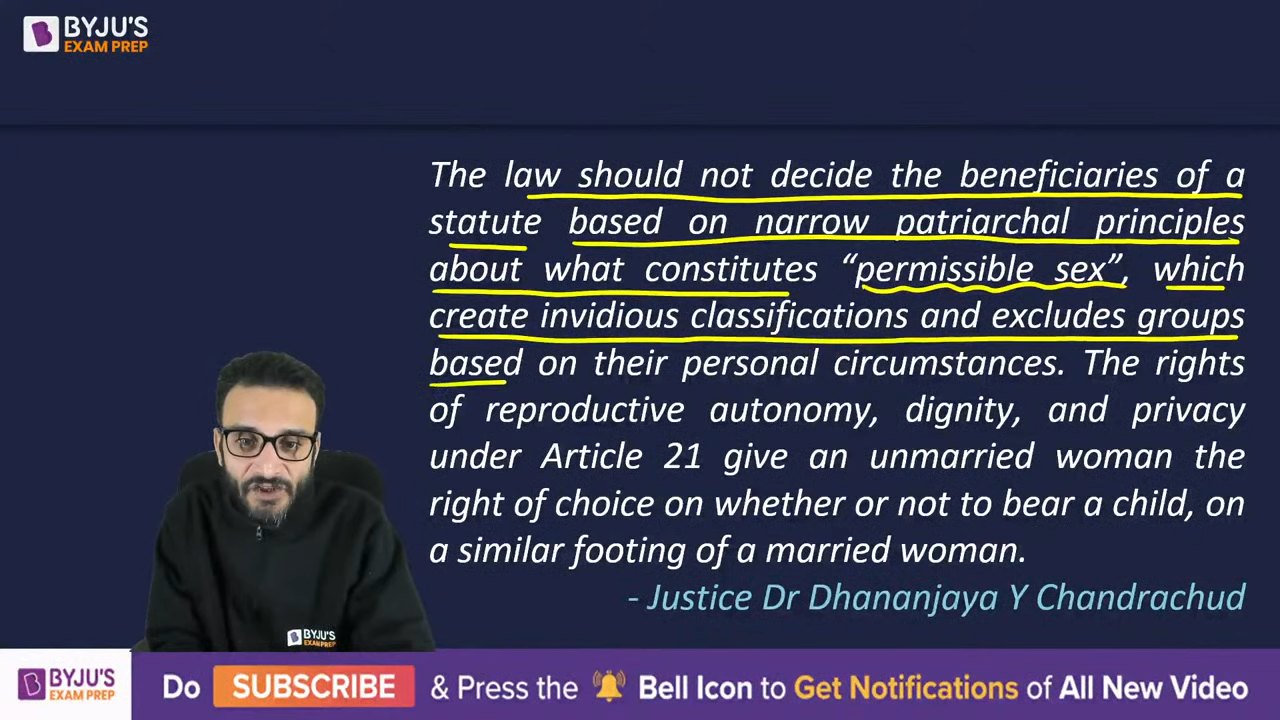 BYJU'S
EXAM PREP
The law should not decide the beneficiaries of a
statute based on narrow patriarchal principles
about what constitutes “permissible sex”, which
create invidious classifications and excludes groups
based on their personal circumstances. The rights
of reproductive autonomy, dignity, and privacy
under Article 21 give an unmarried woman the
right of choice on whether or not to bear a child, on
a similar footing of a married woman.
- Justice Dr Dhananjaya Y Chandrachud
BYJU'S
EXAM PREP
BYJU'S
EXAM PREP
Do SUBSCRIBE & Press the Bell Icon to Get Notifications of All New Video